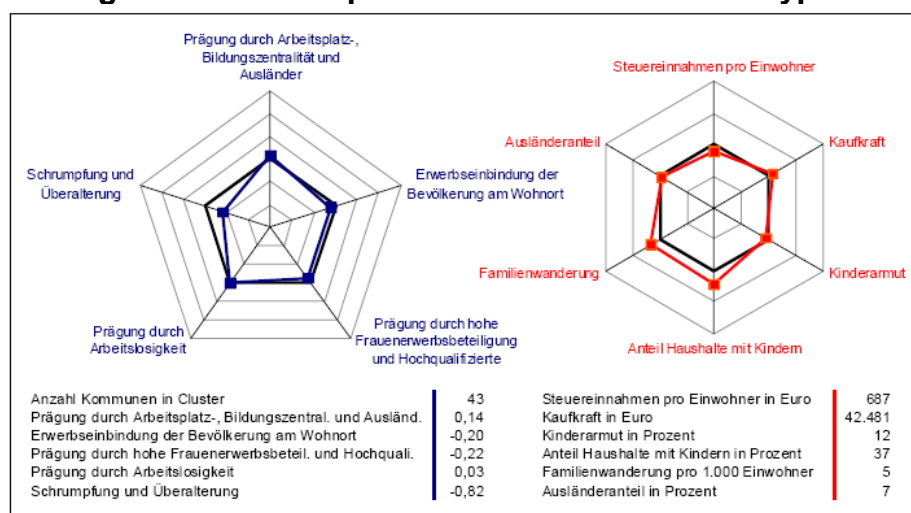 Prägung durch Arbeitsplatz-,
Bildungszentralität und
Ausländer
Schrumpfung und
Überalterung
Erwerbseinbindung der
Bevölkerung am Wohnort
Prägung durch
Arbeitslosigkeit
Prägung durch hohe
Frauenerwerbsbeteiligung
und Hochqualifizierte
Steuereinnahmen pro Einwohner
Ausländeranteil
Kaufkraft
Familienwanderung
Kinderarmut
Anteil Haushalte mit Kindern
Anzahl Kommunen in Cluster 43
Prägung durch Arbeitsplatz-, Bildungszentral. und Ausländ. 0,14
Erwerbseinbindung der Bevölkerung am Wohnort -0,20
Prägung durch hohe Frauenerwerbsbeteil. und Hochquali. -0,22
Prägung durch Arbeitslosigkeit 0,03
Schrumpfung und Überalterung -0,82
Steuereinnahmen pro Einwohner in Euro 687
Kaufkraft in Euro 42.481
Kinderarmut in Prozent 12
Anteil Haushalte mit Kindern in Prozent 37
Familienwanderung pro 1.000 Einwohner 5
Ausländeranteil in Prozent 7